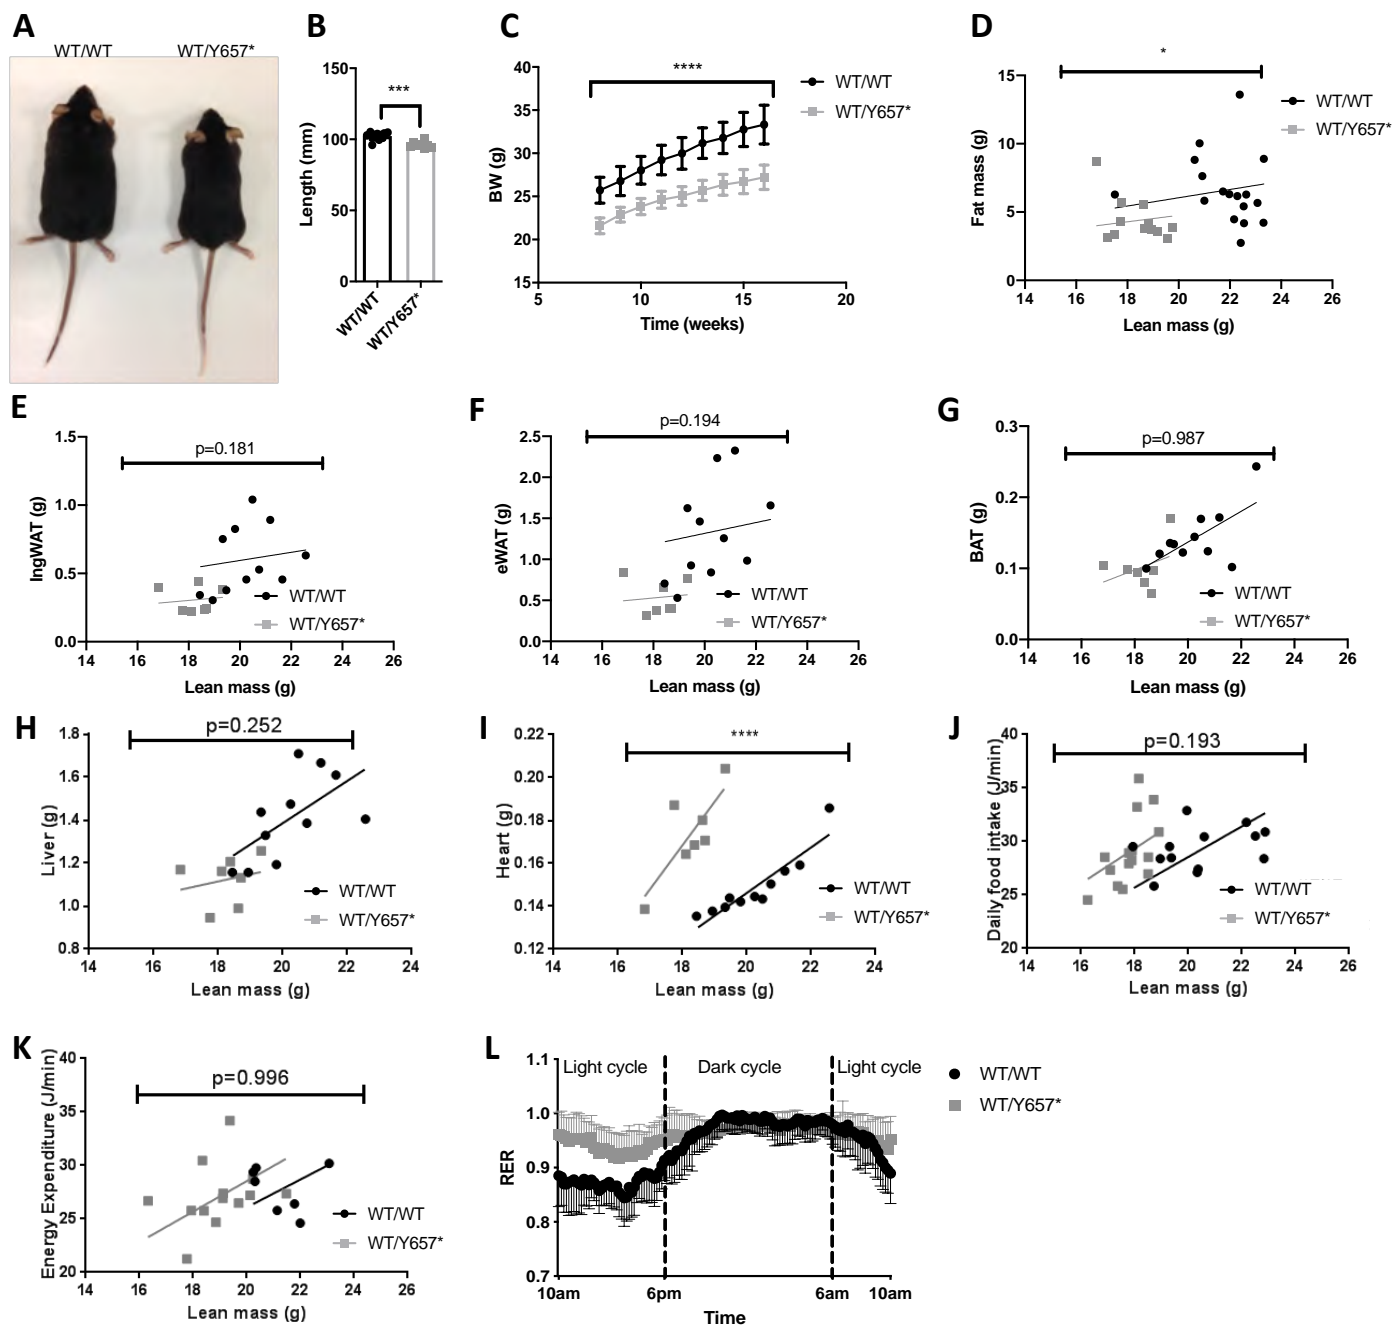 A
WT/WT
WT/Y657*
B
***
Length (mm)
150
100
50
0
WT/WT
WT/Y657*
C
****
BW (g)
40
35
30
25
20
15
5
10
15
20
Time (weeks)
WT/WT
WT/Y657*
D
*
Fat mass (g)
15
10
5
0
14 16 18 20 22 24 26
Lean mass (g)
WT/WT
WT/Y657*
E
p=0.181
IngWAT (g)
1.5
1.0
0.5
0.0
14 16 18 20 22 24 26
Lean mass (g)
WT/WT
WT/Y657*
F
p=0.194
eWAT (g)
2.5
2.0
1.5
1.0
0.5
0.0
14 16 18 20 22 24 26
Lean mass (g)
WT/WT
WT/Y657*
G
p=0.987
BAT (g)
0.3
0.2
0.1
0.0
14 16 18 20 22 24 26
Lean mass (g)
WT/WT
WT/Y657*
H
p=0.252
Liver (g)
1.8
1.6
1.4
1.2
1.0
0.8
14 16 18 20 22 24
Lean mass (g)
WT/WT
WT/Y657*
I
****
Heart (g)
0.22
0.20
0.18
0.16
0.14
0.12
14 16 18 20 22 24
Lean mass (g)
WT/WT
WT/Y657*
J
p=0.193
Daily food intake (J/min)
40
35
30
25
20
14 16 18 20 22 24 26
Lean mass (g)
WT/WT
WT/Y657*
K
p=0.996
Energy Expenditure (J/min)
40
35
30
25
20
14 16 18 20 22 24 26
Lean mass (g)
WT/WT
WT/Y657*
L
Light cycle
Dark cycle
Light cycle
RER
1.1
1.0
0.9
0.8
0.7
10am
6pm
6am
10am
Time
WT/WT
WT/Y657*